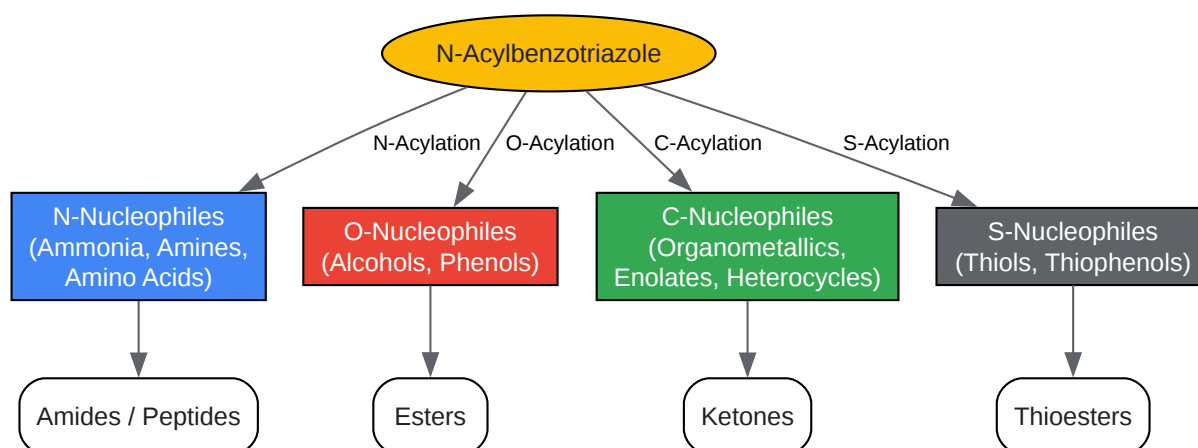 N-Acylbenzotriazole
N-Acylation
O-Acylation
C-Acylation
S-Acylation
N-Nucleophiles
(Ammonia, Amines,
Amino Acids)
O-Nucleophiles
(Alcohols, Phenols)
C-Nucleophiles
(Organometallics,
Enolates, Heterocycles)
S-Nucleophiles
(Thiols, Thiophenols)
Amides / Peptides
Esters
Ketones
Thioesters